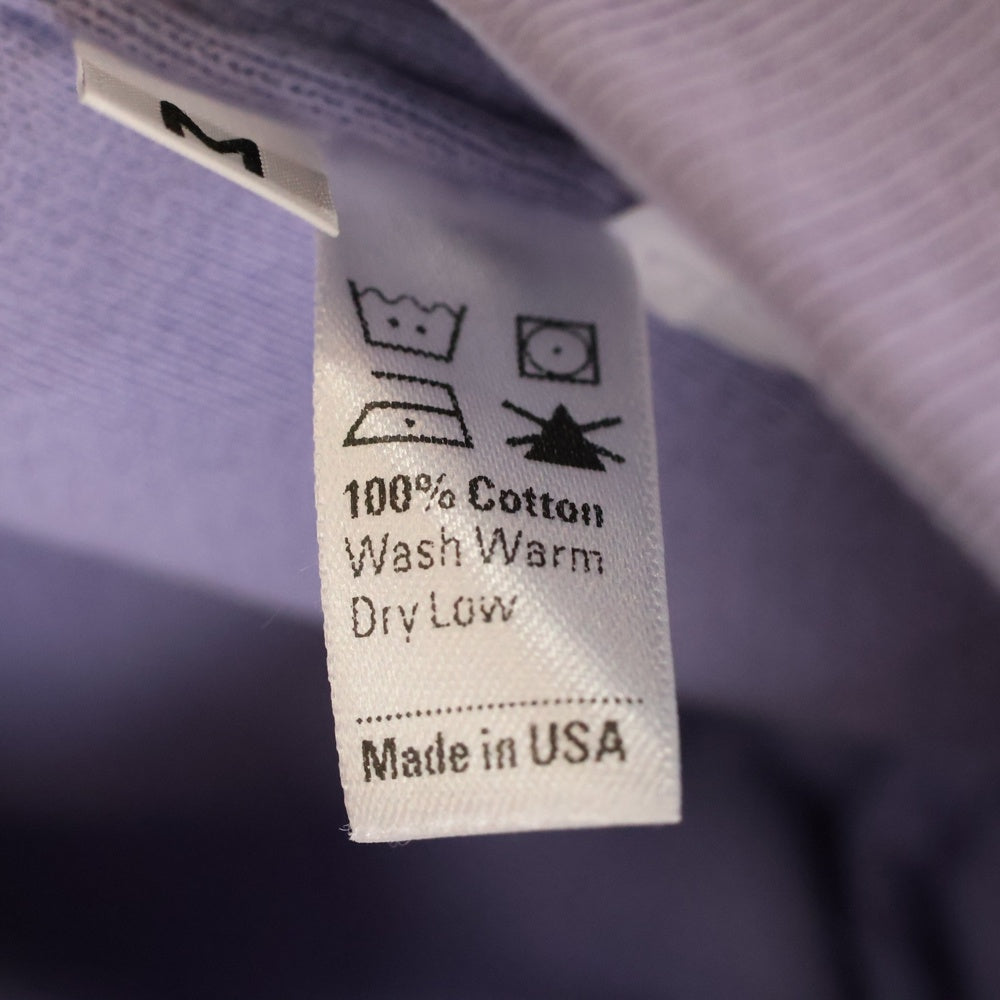 M
100% Cotton
Wash Warm
Dry Low
Made in USA